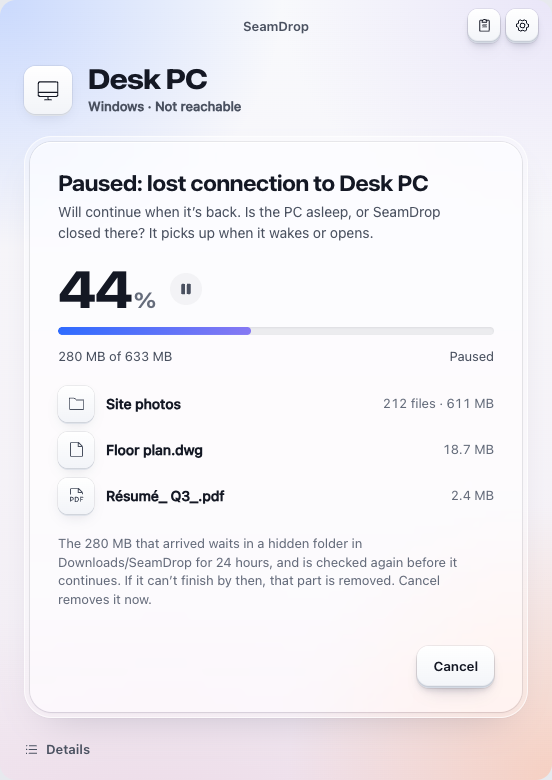 SeamDrop
Desk PC
Windows · Not reachable
Paused: lost connection to Desk PC
Will continue when it’s back. Is the PC asleep, or SeamDrop
closed there? It picks up when it wakes or opens.
44%
280 MB of 633 MB
Paused
Site photos
212 files · 611 MB
Floor plan.dwg
18.7 MB
PDF
Résumé_ Q3_.pdf
2.4 MB
The 280 MB that arrived waits in a hidden folder in
Downloads/SeamDrop for 24 hours, and is checked again before it
continues. If it can’t finish by then, that part is removed. Cancel
removes it now.
Cancel
Details